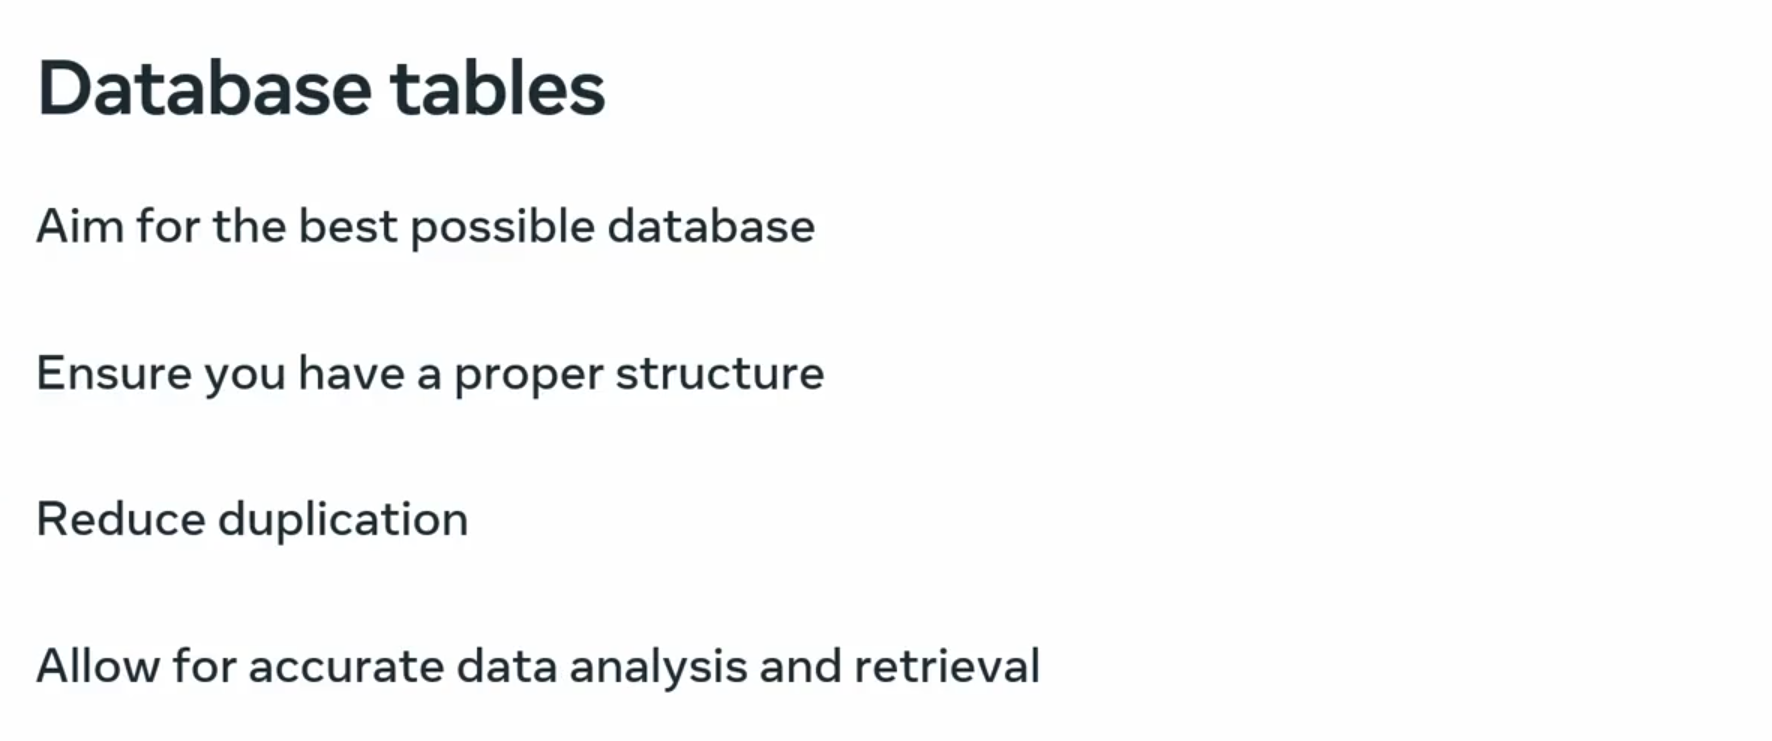 Database tables
Aim for the best possible database
Ensure you have a proper structure
Reduce duplication
Allow for accurate data analysis and retrieval